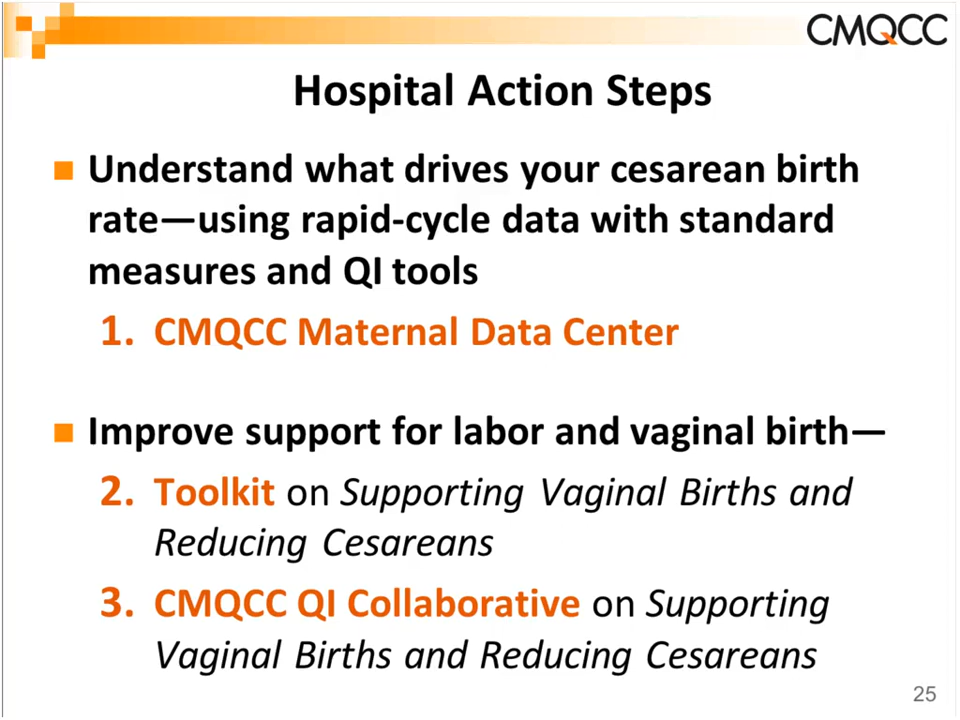 CMQCC
Hospital Action Steps
Understand what drives your cesarean birth
rate—using rapid-cycle data with standard
measures and QI tools
1. CMQCC Maternal Data Center
Improve support for labor and vaginal birth—
2. Toolkit on Supporting Vaginal Births and
Reducing Cesareans
3. CMQCC QI Collaborative on Supporting
Vaginal Births and Reducing Cesareans
25